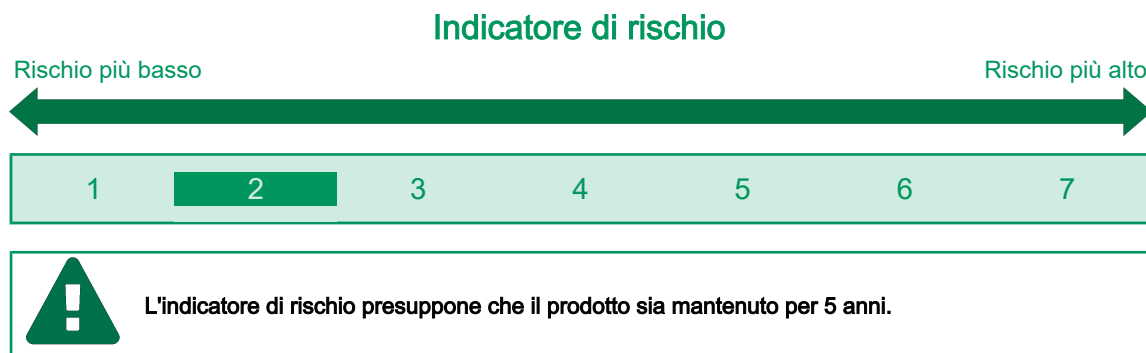 Indicatore di rischio
Rischio più basso Rischio più alto
1 2 3 4 5 6 7
L'indicatore di rischio presuppone che il prodotto sia mantenuto per 5 anni.